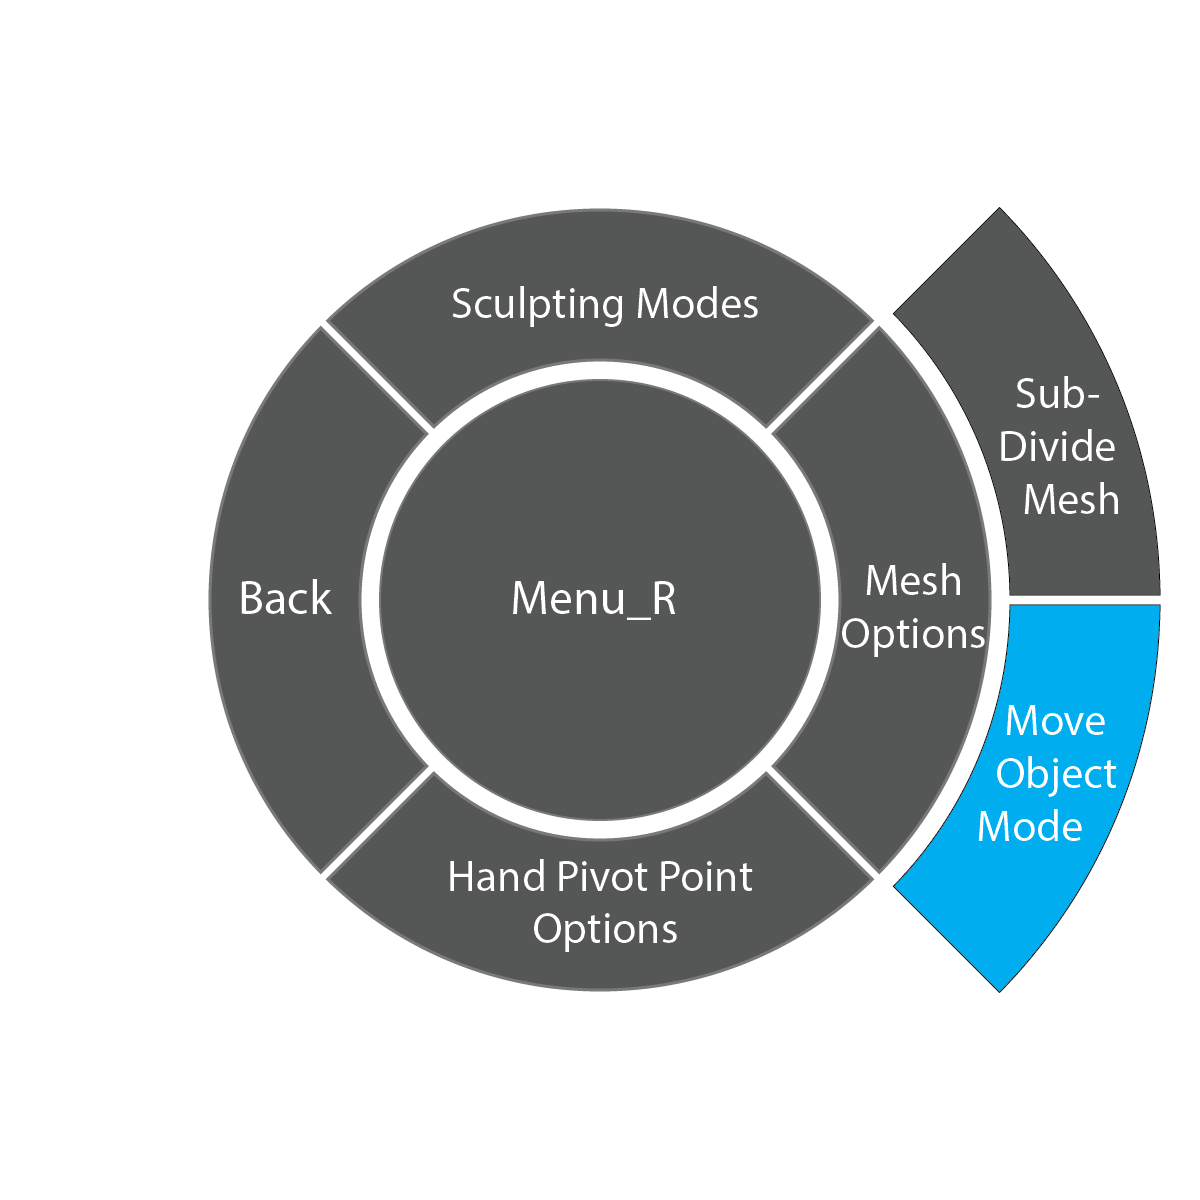 Sculpting Modes
Back
Menu_R
Mesh
Options
Hand Pivot Point
Options
Sub-
Divide
Mesh
Move
Object
Mode